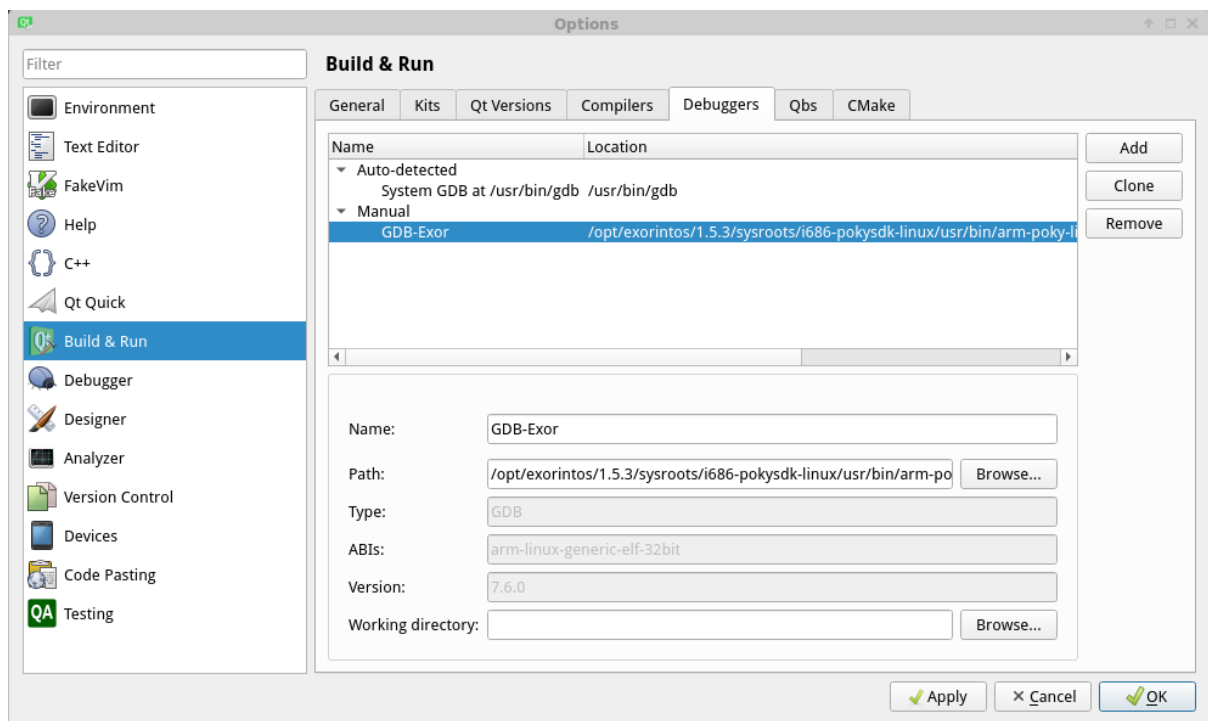 Options
Filter
Build & Run
Environment
Text Editor
FakeVim
Help
C++
Qt Quick
Build & Run
Debugger
Designer
Analyzer
Version Control
Devices
Code Pasting
QA Testing
General Kits Qt Versions Compilers Debuggers Qbs CMake
Name Location
Auto-detected
System GDB at /usr/bin/gdb /usr/bin/gdb
Manual
GDB-Exor /opt/exorintos/1.5.3/sysroots/i686-pokysdk-linux/usr/bin/arm-poky-li
Add
Clone
Remove
Name: GDB-Exor
Path: /opt/exorintos/1.5.3/sysroots/i686-pokysdk-linux/usr/bin/arm-po Browse...
Type: GDB
ABIs: arm-linux-generic-elf-32bit
Version: 7.6.0
Working directory: Browse...
Apply Cancel OK